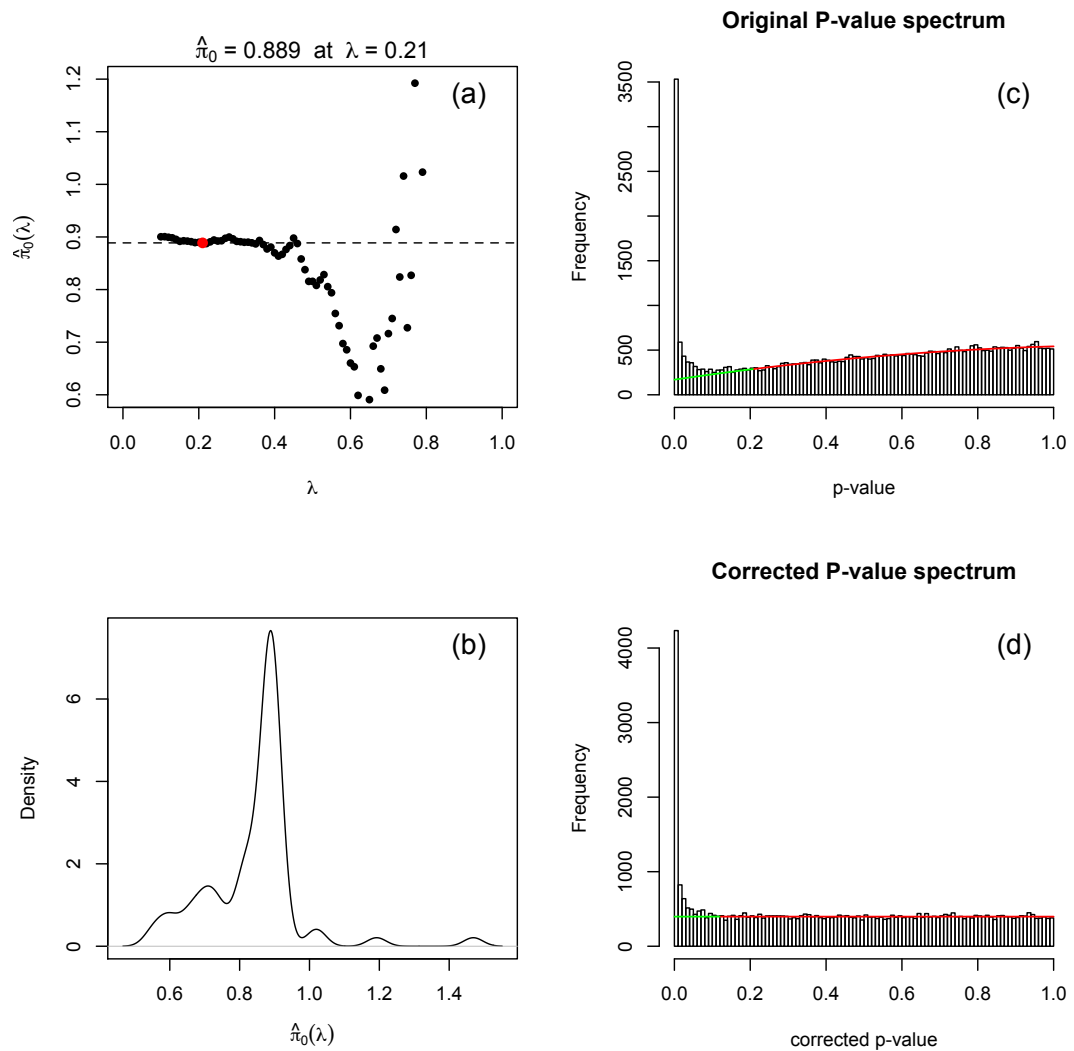 π̂₀ = 0.889 at λ = 0.21
(a)
π̂₀(λ)
1.2
1.1
1.0
0.9
0.8
0.7
0.6
0.0 0.2 0.4 0.6 0.8 1.0
λ
Original P-value spectrum
(c)
Frequency
3500
2500
1500
500
0
0.0 0.2 0.4 0.6 0.8 1.0
p-value
(b)
Density
6
4
2
0
0.6 0.8 1.0 1.2 1.4
π̂₀(λ)
Corrected P-value spectrum
(d)
Frequency
4000
3000
2000
1000
0
0.0 0.2 0.4 0.6 0.8 1.0
corrected p-value